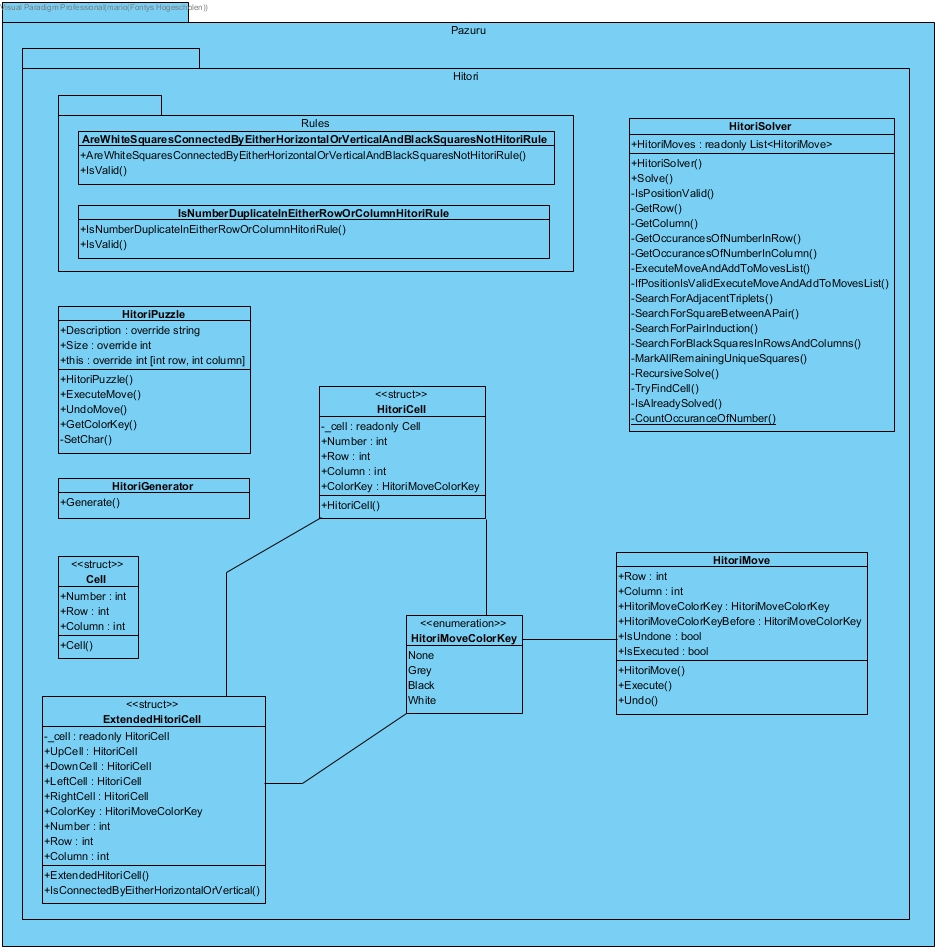 Visual Paradigm Professional(mario(Fontys Hogescholen))
Pazuru
Hitori
Rules
AreWhiteSquaresConnectedByEitherHorizontalOrVerticalAndBlackSquaresNotHitoriRule
+AreWhiteSquaresConnectedByEitherHorizontalOrVerticalAndBlackSquaresNotHitoriRule()
+IsValid()
IsNumberDuplicateInEitherRowOrColumnHitoriRule
+IsNumberDuplicateInEitherRowOrColumnHitoriRule()
+IsValid()
HitoriSolver
+HitoriMoves : readonly List<HitoriMove>
+HitoriSolver()
+Solve()
-IsPositionValid()
-GetRow()
-GetColumn()
-GetOccurancesOfNumberInRow()
-GetOccurancesOfNumberInColumn()
-ExecuteMoveAndAddToMovesList()
-IfPositionIsValidExecuteMoveAndAddToMovesList()
-SearchForAdjacentTriplets()
-SearchForSquareBetweenAPair()
-SearchForPairInduction()
-SearchForBlackSquaresInRowsAndColumns()
-MarkAllRemainingUniqueSquares()
-RecursiveSolve()
-TryFindCell()
-IsAlreadySolved()
-CountOccuranceOfNumber()
HitoriPuzzle
+Description : override string
+Size : override int
+this : override int [int row, int column]
+HitoriPuzzle()
+ExecuteMove()
+UndoMove()
+GetColorKey()
-SetChar()
<<struct>>
HitoriCell
-_cell : readonly Cell
+Number : int
+Row : int
+Column : int
+ColorKey : HitoriMoveColorKey
+HitoriCell()
HitoriGenerator
+Generate()
<<struct>>
Cell
+Number : int
+Row : int
+Column : int
+Cell()
HitoriMove
+Row : int
+Column : int
+HitoriMoveColorKey : HitoriMoveColorKey
+HitoriMoveColorKeyBefore : HitoriMoveColorKey
+IsUndone : bool
+IsExecuted : bool
+HitoriMove()
+Execute()
+Undo()
<<enumeration>>
HitoriMoveColorKey
None
Grey
Black
White
<<struct>>
ExtendedHitoriCell
-_cell : readonly HitoriCell
+UpCell : HitoriCell
+DownCell : HitoriCell
+LeftCell : HitoriCell
+RightCell : HitoriCell
+ColorKey : HitoriMoveColorKey
+Number : int
+Row : int
+Column : int
+ExtendedHitoriCell()
+IsConnectedByEitherHorizontalOrVertical()